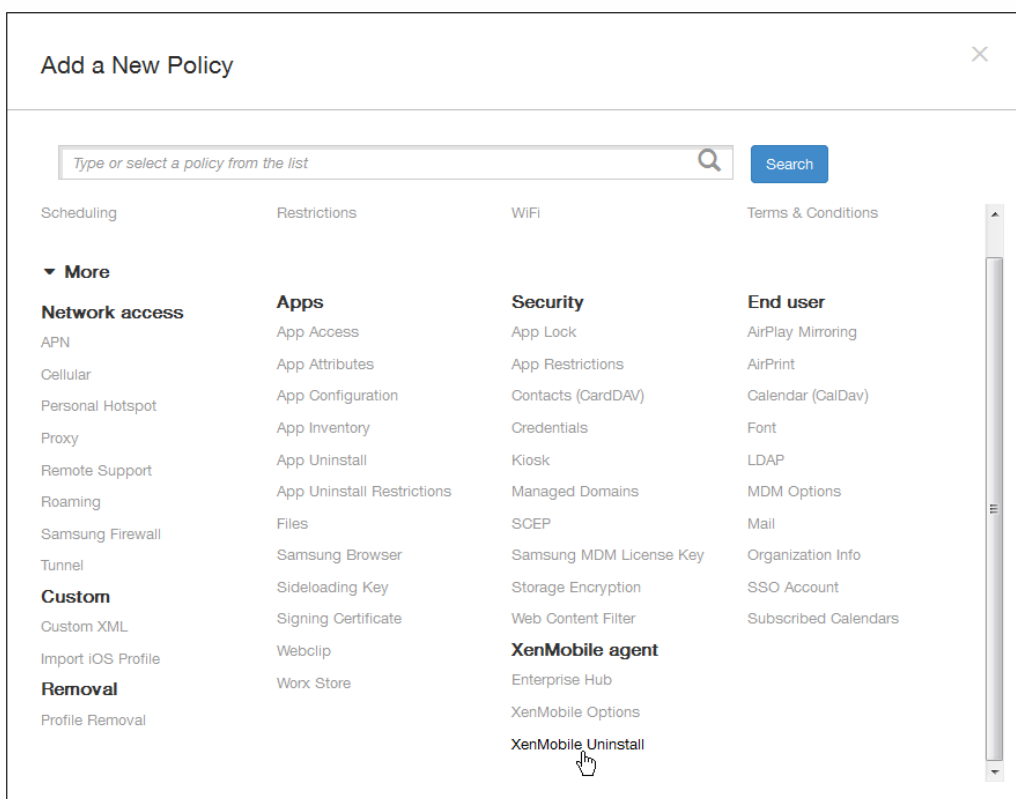 Add a New Policy
Type or select a policy from the list
Search
Scheduling
Restrictions
WiFi
Terms & Conditions
More
Network access
APN
Cellular
Personal Hotspot
Proxy
Remote Support
Roaming
Samsung Firewall
Tunnel
Custom
Custom XML
Import iOS Profile
Removal
Profile Removal
Apps
App Access
App Attributes
App Configuration
App Inventory
App Uninstall
App Uninstall Restrictions
Files
Samsung Browser
Sideloading Key
Signing Certificate
Webclip
Worx Store
Security
App Lock
App Restrictions
Contacts (CardDAV)
Credentials
Kiosk
Managed Domains
SCEP
Samsung MDM License Key
Storage Encryption
Web Content Filter
XenMobile agent
Enterprise Hub
XenMobile Options
XenMobile Uninstall
End user
AirPlay Mirroring
AirPrint
Calendar (CalDav)
Font
LDAP
MDM Options
Mail
Organization Info
SSO Account
Subscribed Calendars